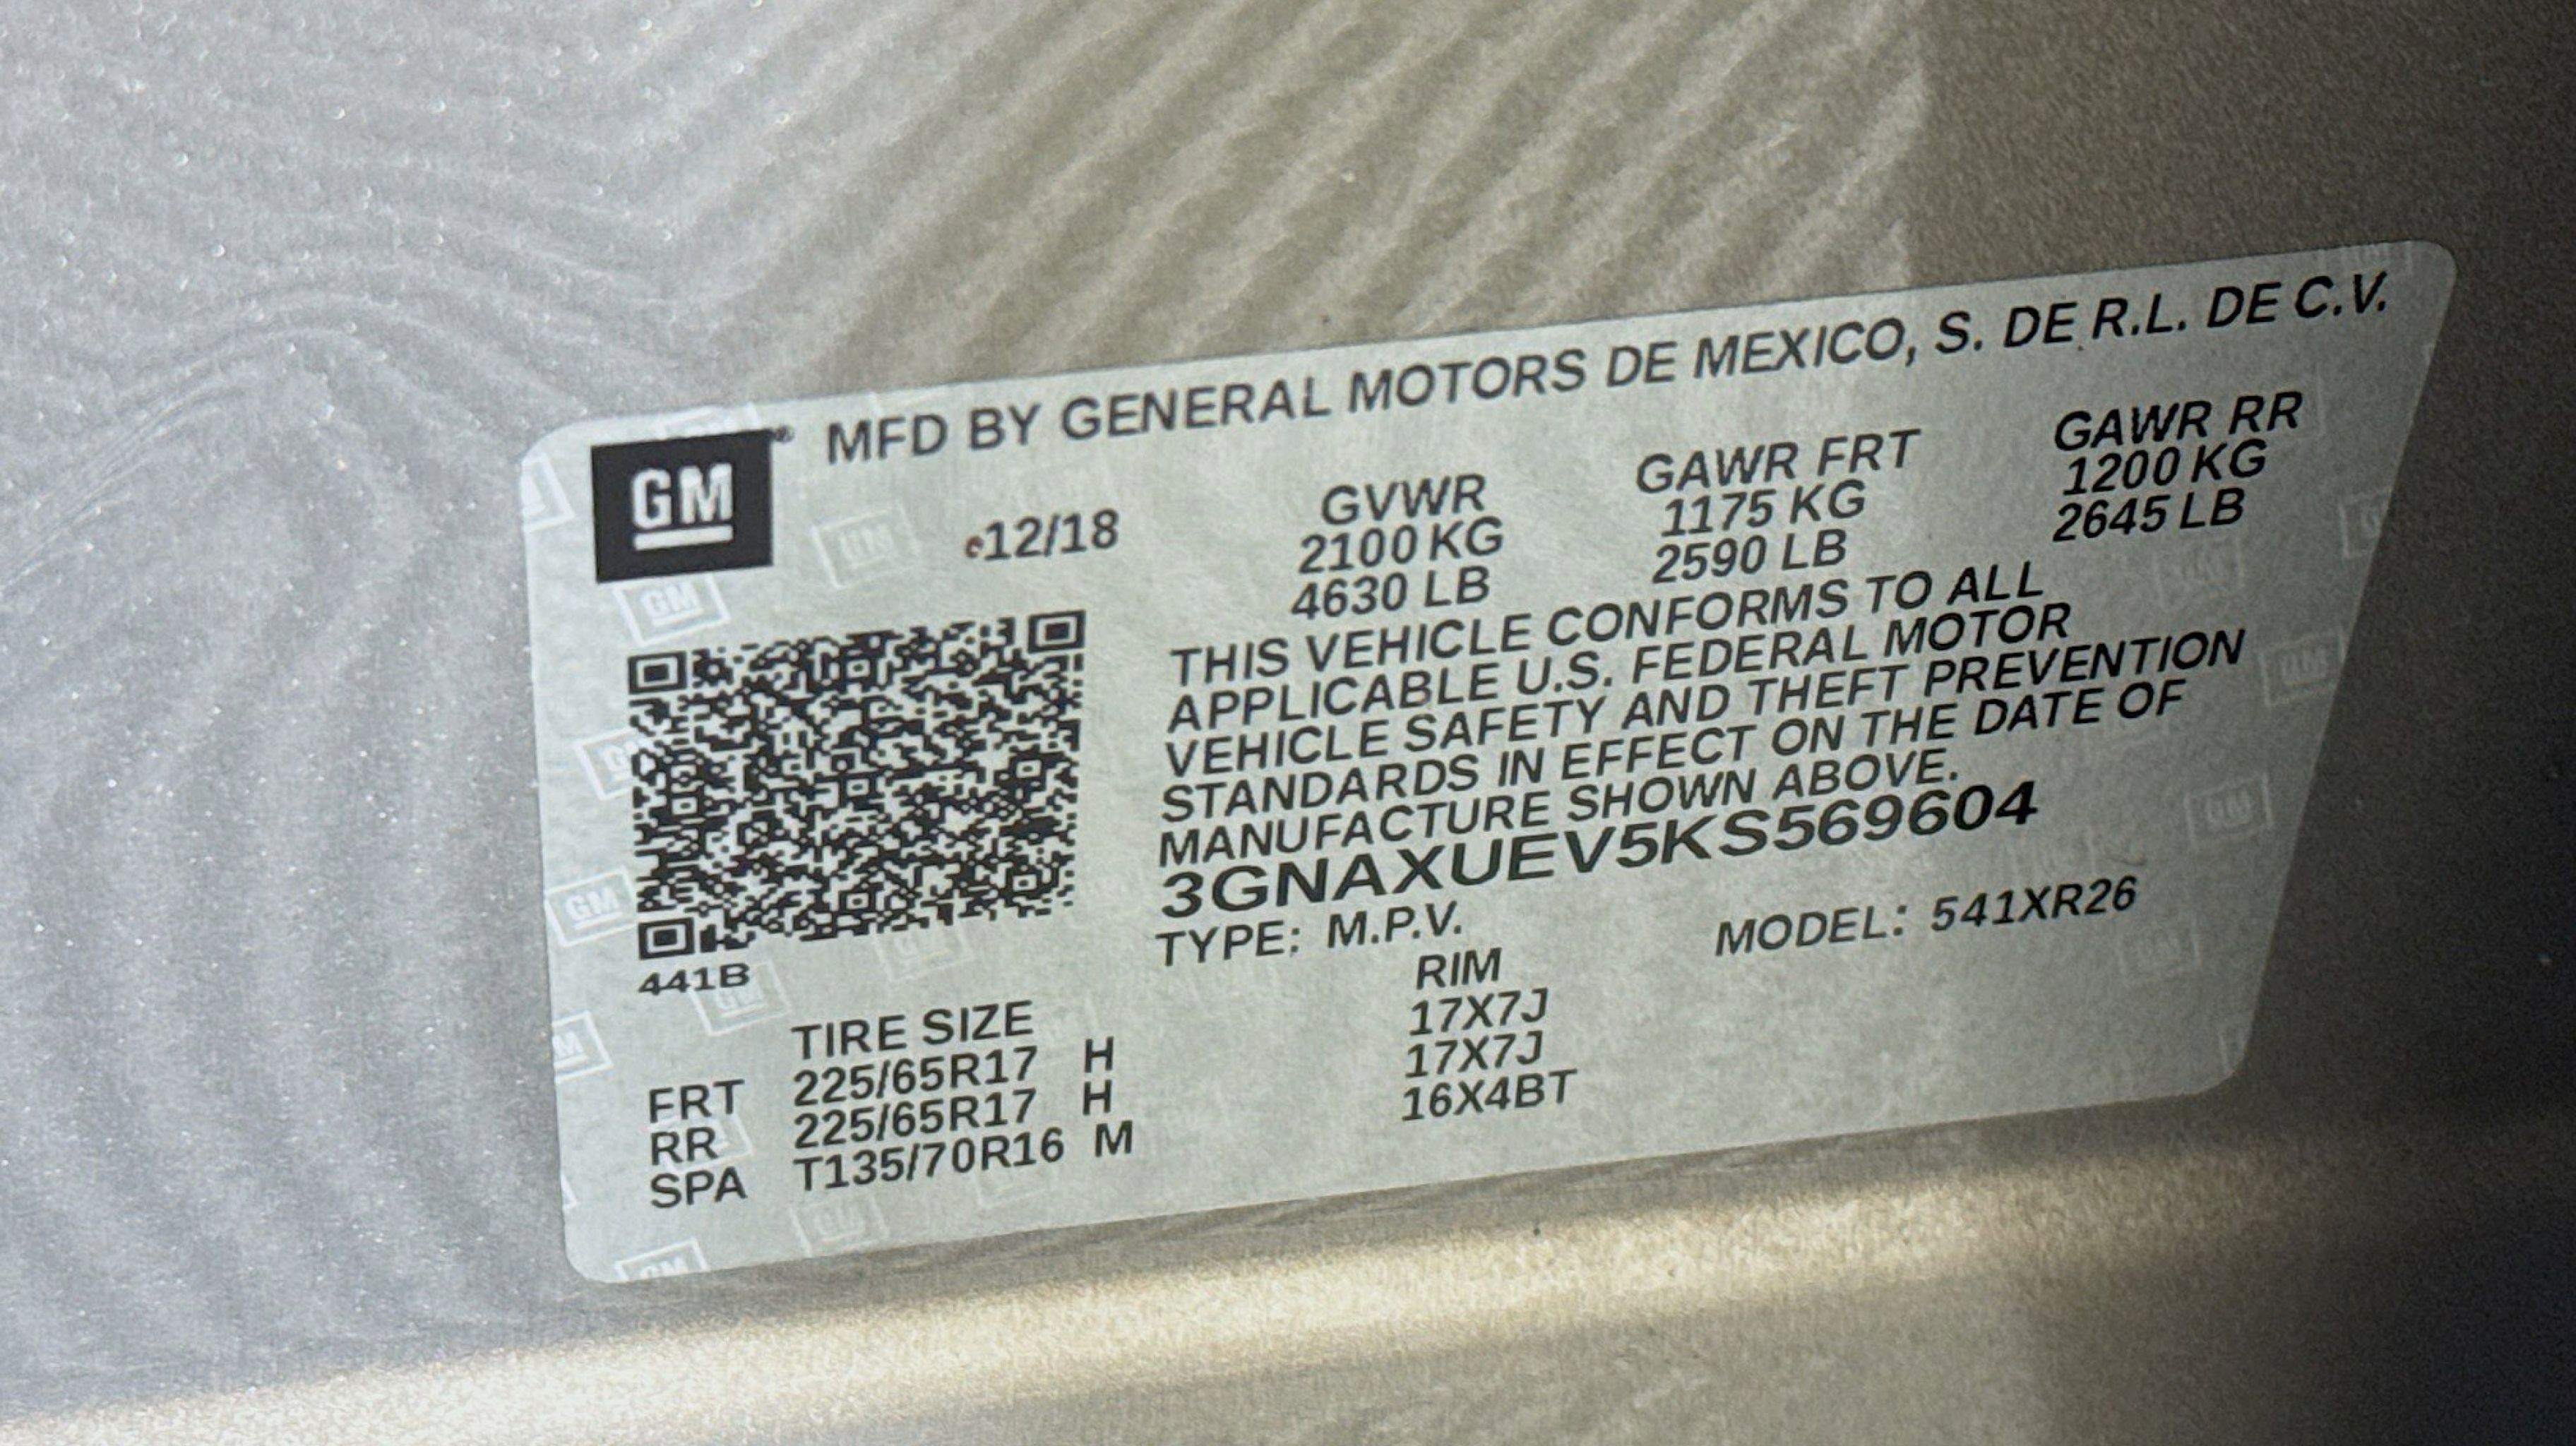 GM MFD BY GENERAL MOTORS DE MEXICO, S. DE R.L. DE C.V.
12/18
GVWR
2100 KG
4630 LB
GAWR FRT
1175 KG
2590 LB
GAWR RR
1200 KG
2645 LB
THIS VEHICLE CONFORMS TO ALL
APPLICABLE U.S. FEDERAL MOTOR
VEHICLE SAFETY AND THEFT PREVENTION
STANDARDS IN EFFECT ON THE DATE OF
MANUFACTURE SHOWN ABOVE.
3GNAXUEV5KS569604
TYPE: M.P.V. MODEL: 541XR26
441B
TIRE SIZE RIM
FRT 225/65R17 H 17X7J
RR 225/65R17 H 17X7J
SPA T135/70R16 M 16X4BT